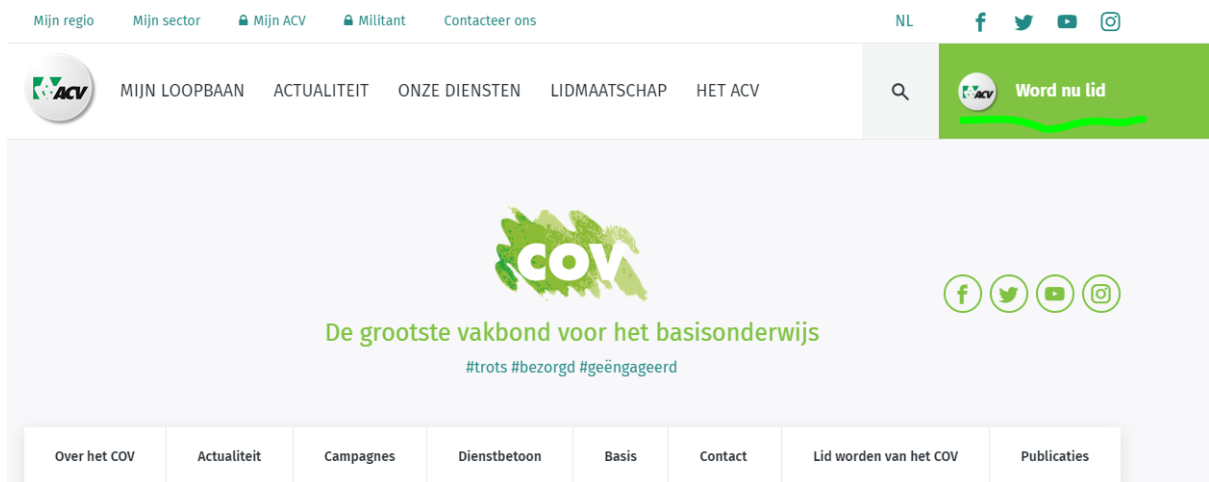 Mijn regio Mijn sector Mijn ACV Militant Contacteer ons NL
ACV MIJN LOOPBAAN ACTUALITEIT ONZE DIENSTEN LIDMAATSCHAP HET ACV ACV Word nu lid
COV
De grootste vakbond voor het basisonderwijs
#trots #bezorgd #geëngageerd
Over het COV Actualiteit Campagnes Dienstbetoon Basis Contact Lid worden van het COV Publicaties